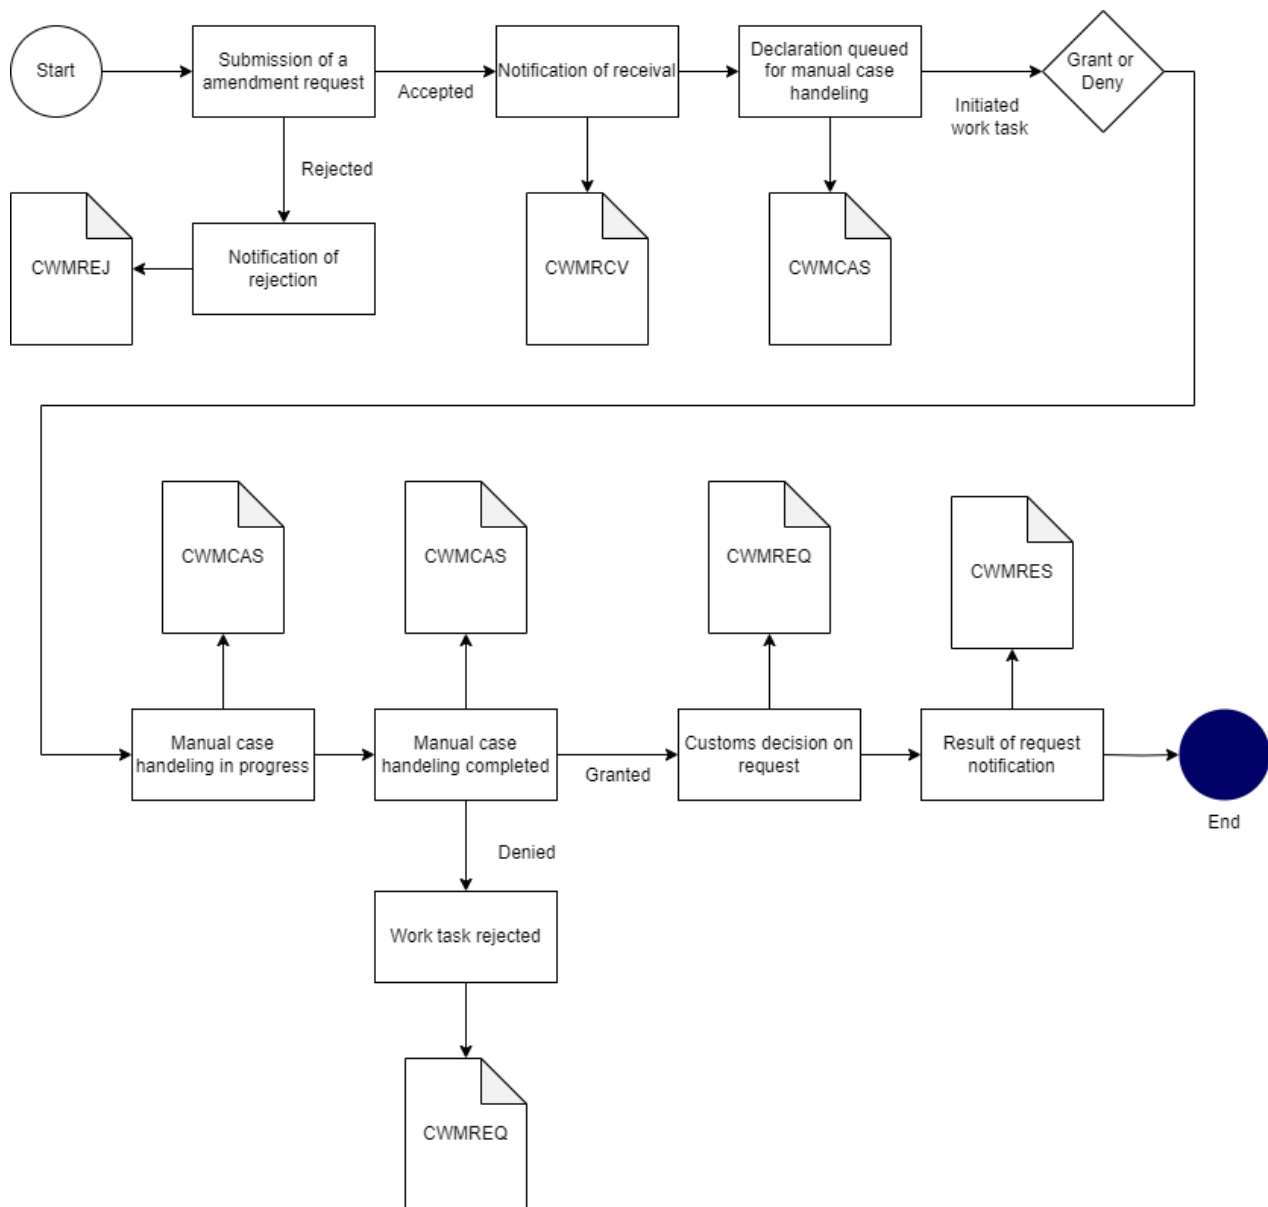 Start
Submission of a
amendment request
Accepted
Notification of receival
Declaration queued
for manual case
handeling
Initiated
work task
Grant or
Deny
Rejected
CWMREJ
Notification of
rejection
CWMRCV
CWMCAS
CWMCAS
CWMCAS
CWMREQ
CWMRES
Manual case
handeling in progress
Manual case
handeling completed
Granted
Customs decision on
request
Result of request
notification
End
Denied
Work task rejected
CWMREQ